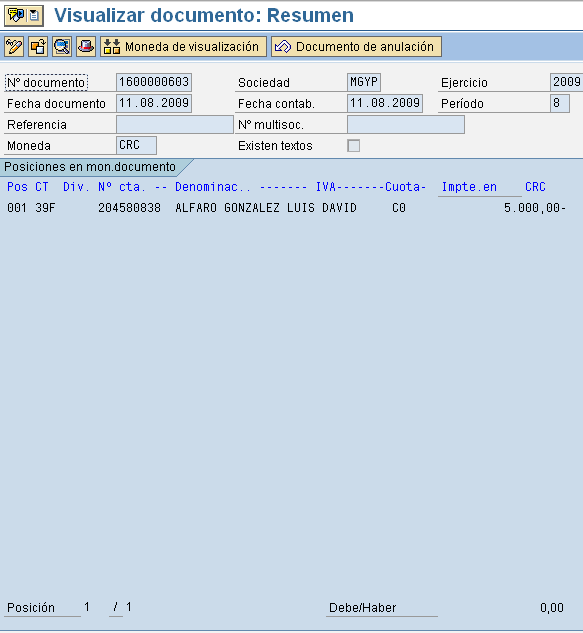 Visualizar documento: Resumen
Moneda de visualización Documento de anulación
Nº documento 1600000603 Sociedad MGYP Ejercicio 2009
Fecha documento 11.08.2009 Fecha contab. 11.08.2009 Período 8
Referencia Nº multisoc.
Moneda CRC Existen textos
Posiciones en mon.documento
Pos CT Div. Nº cta. -- Denominac.. ------- IVA-------Cuota- Impte.en CRC
001 39F 204580838 ALFARO GONZALEZ LUIS DAVID C0 5.000,00-
Posición 1 / 1 Debe/Haber 0,00